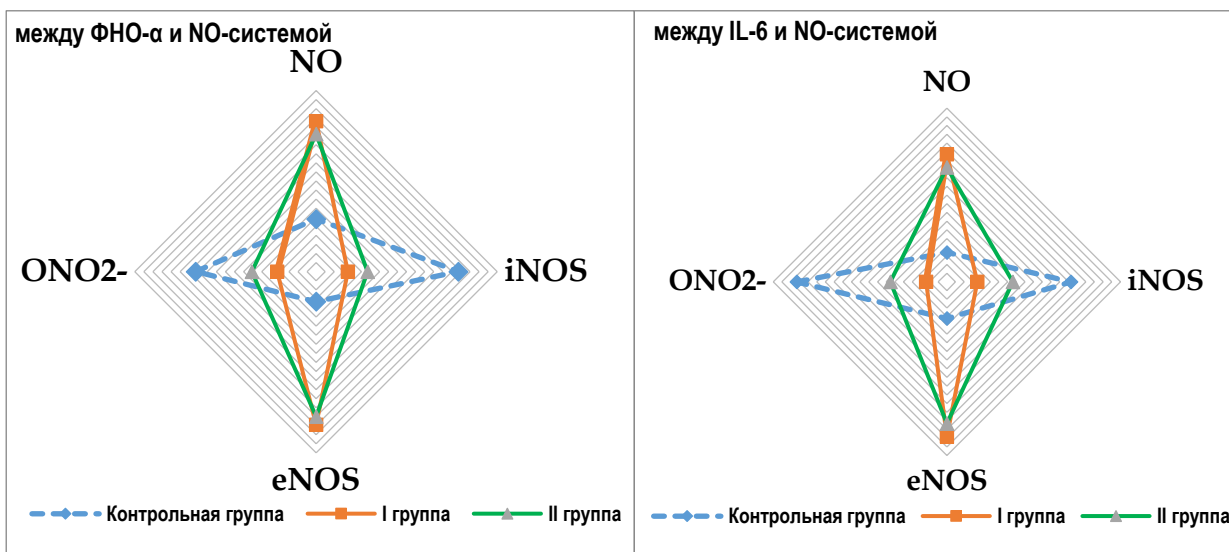 между ФНО-α и NO-системой
NO
ONO2-
iNOS
eNOS
Контрольная группа
I группа
II группа
между IL-6 и NO-системой
NO
ONO2-
iNOS
eNOS
Контрольная группа
I группа
II группа